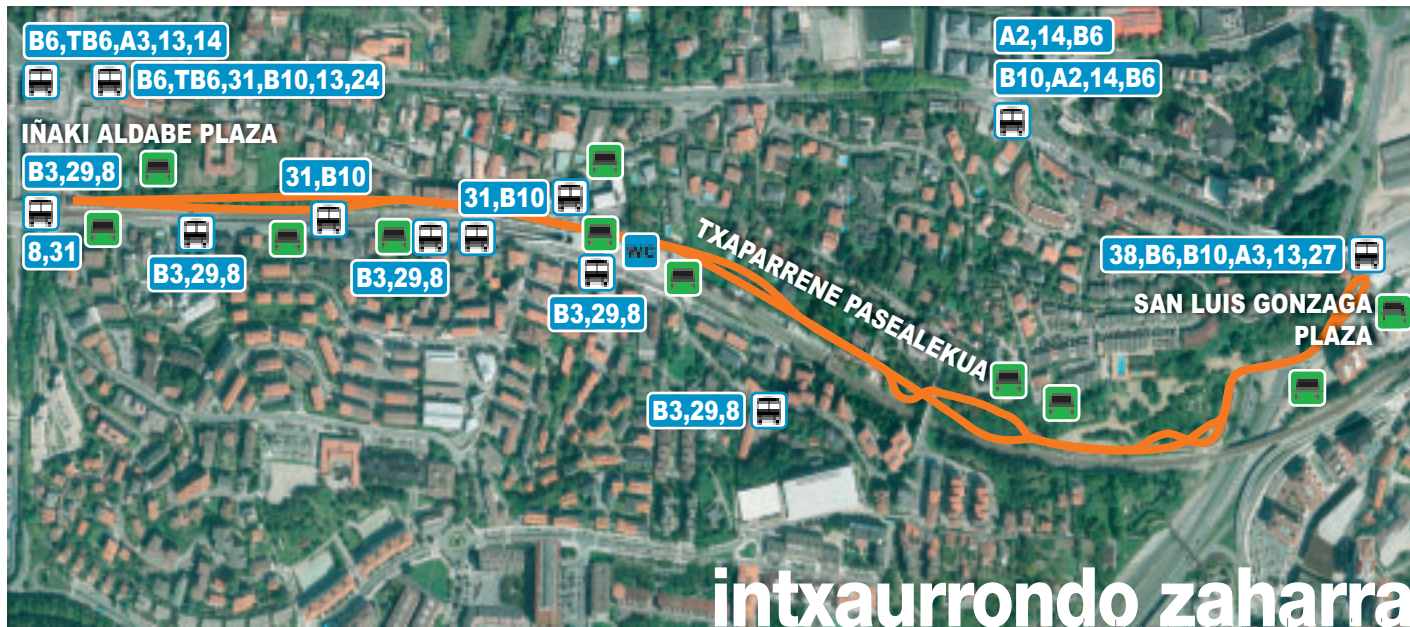 B6,TB6,A3,13,14
B6,TB6,31,B10,13,24
A2,14,B6
B10,A2,14,B6
IÑAKI ALDABE PLAZA
B3,29,8
31,B10
31,B10
8,31
B3,29,8
B3,29,8
WC
B3,29,8
TXAPARRENE PASEALEKUA
38,B6,B10,A3,13,27
SAN LUIS GONZAGA
PLAZA
B3,29,8
intxaurrondo zaharra